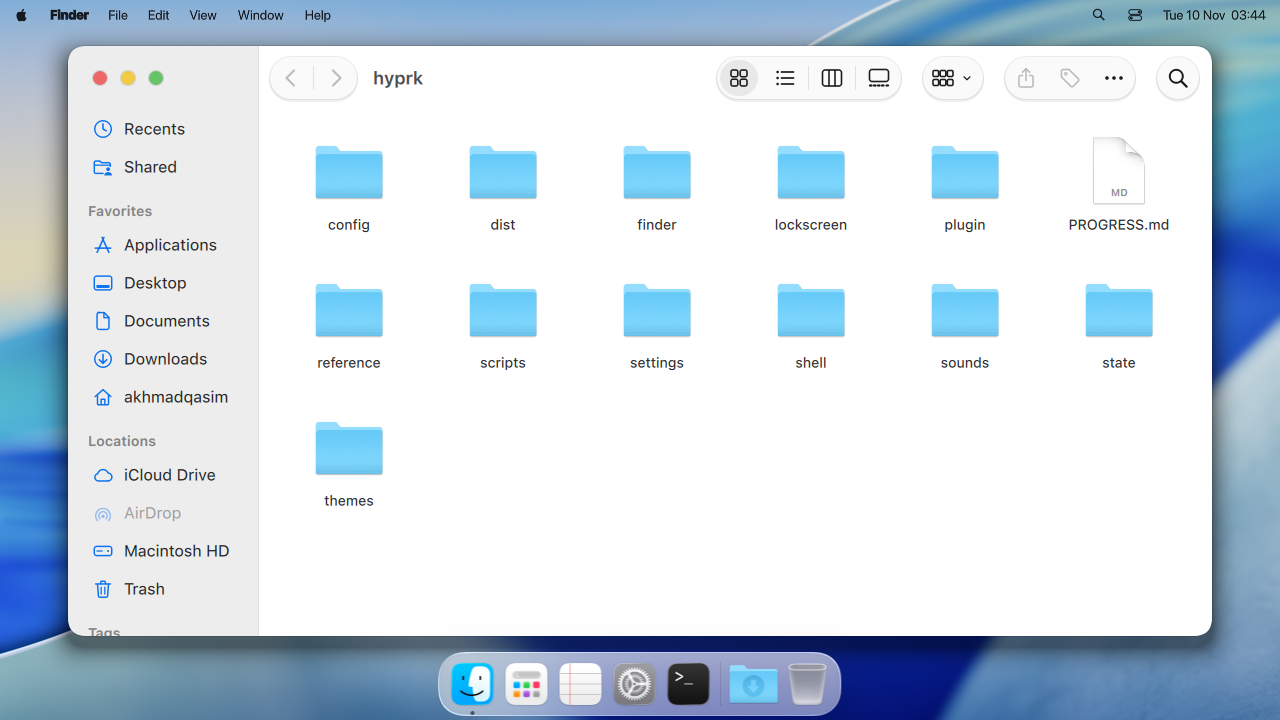 Finder File Edit View Window Help Tue 10 Nov 03:44
hyprk
Recents
Shared
Favorites
Applications
Desktop
Documents
Downloads
akhmadqasim
Locations
iCloud Drive
AirDrop
Macintosh HD
Trash
Tags
MD
config dist finder lockscreen plugin PROGRESS.md
reference scripts settings shell sounds state
themes
>_